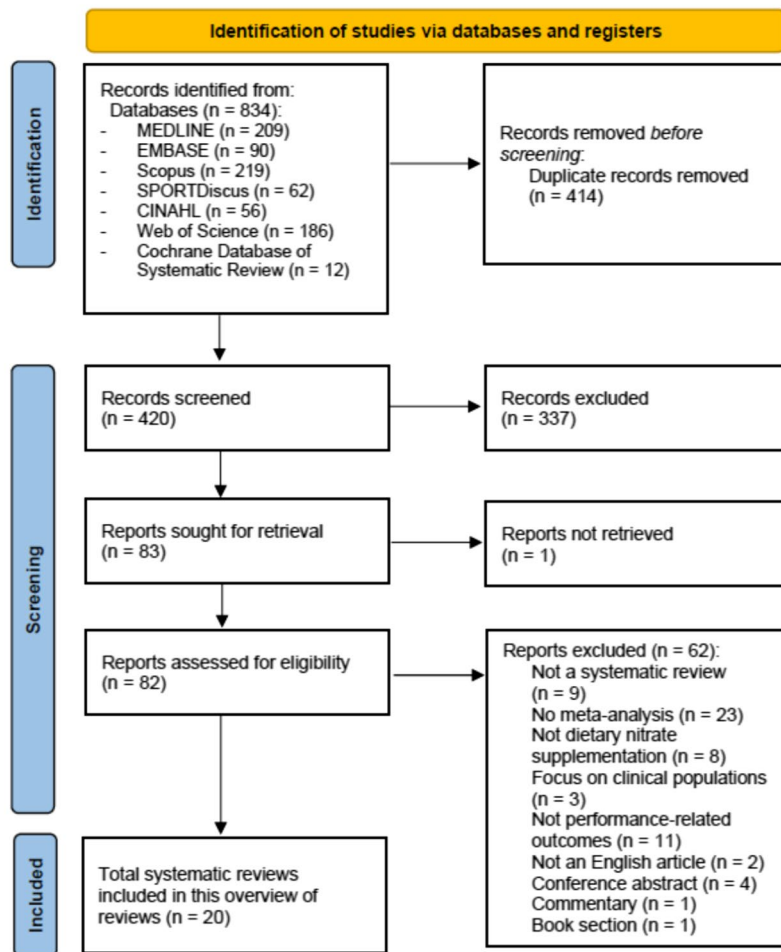 Identification of studies via databases and registers
Identification
Records identified from:
Databases (n = 834):
- MEDLINE (n = 209)
- EMBASE (n = 90)
- Scopus (n = 219)
- SPORTDiscus (n = 62)
- CINAHL (n = 56)
- Web of Science (n = 186)
- Cochrane Database of
Systematic Review (n = 12)
Records removed before
screening:
Duplicate records removed
(n = 414)
Screening
Records screened
(n = 420)
Records excluded
(n = 337)
Reports sought for retrieval
(n = 83)
Reports not retrieved
(n = 1)
Reports assessed for eligibility
(n = 82)
Reports excluded (n = 62):
Not a systematic review
(n = 9)
No meta-analysis (n = 23)
Not dietary nitrate
supplementation (n = 8)
Focus on clinical populations
(n = 3)
Not performance-related
outcomes (n = 11)
Not an English article (n = 2)
Conference abstract (n = 4)
Commentary (n = 1)
Book section (n = 1)
Included
Total systematic reviews
included in this overview of
reviews (n = 20)